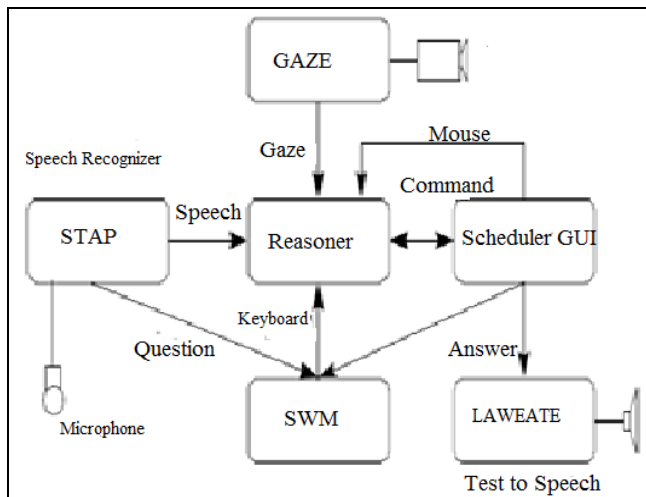 GAZE
Gaze
Mouse
Speech Recognizer
Command
STAP
Speech
Reasoner
Scheduler GUI
Keyboard
Question
Answer
SWM
LAWEATE
Microphone
Test to Speech